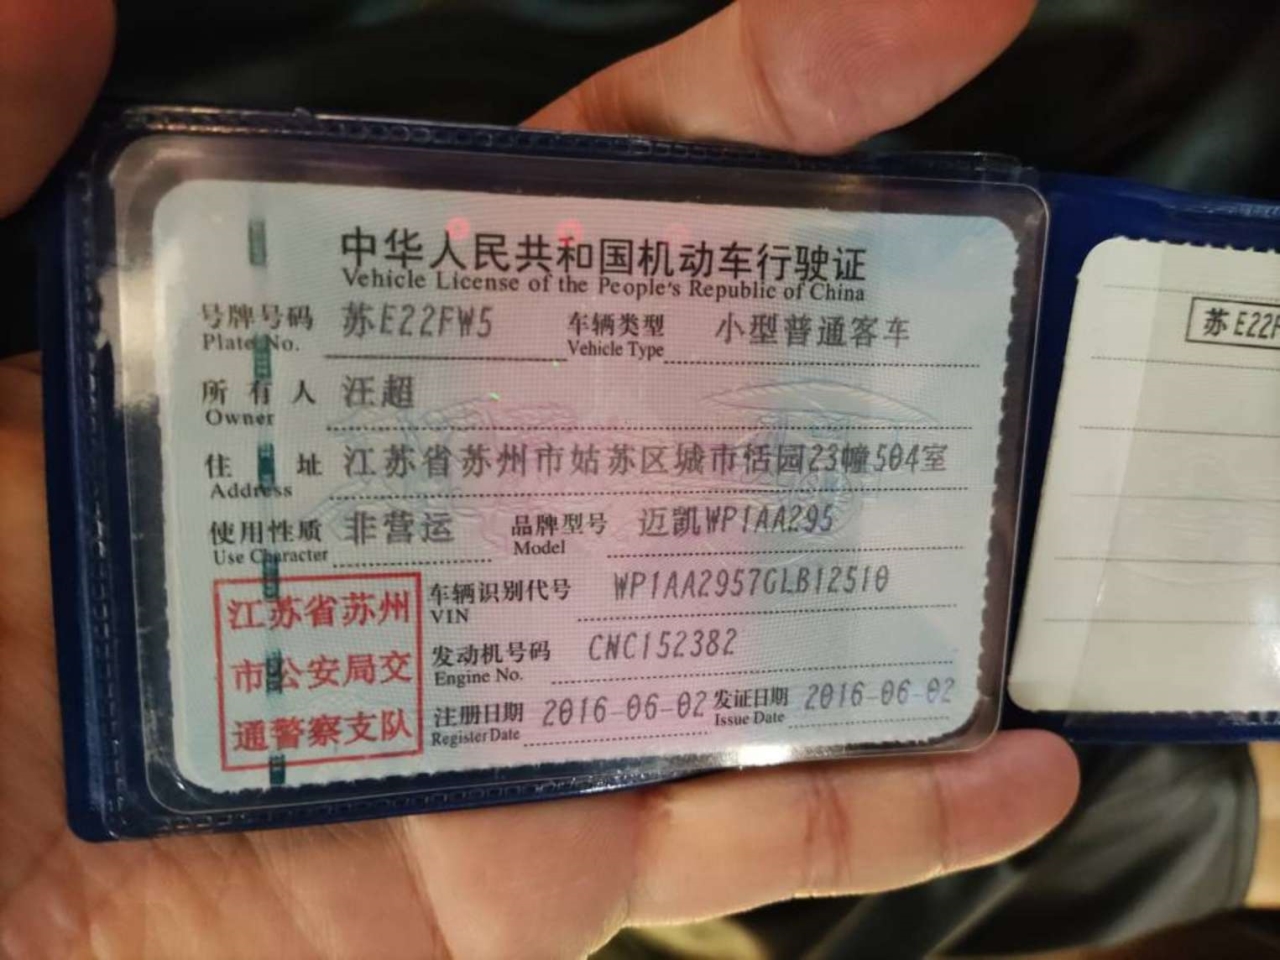 中华人民共和国机动车行驶证
Vehicle License of the People's Republic of China
号牌号码 苏E22FW5 车辆类型 小型普通客车
Plate No. Vehicle Type
所有人 汪超
Owner
住址 江苏省苏州市姑苏区城市恬园23幢504室
Address
使用性质 非营运 品牌型号 迈凯WP1AA295
Use Character Model
车辆识别代号 WP1AA2957GLB12510
VIN
发动机号码 CNC152382
Engine No.
注册日期 2016-06-02 发证日期 2016-06-02
Register Date Issue Date
江苏省苏州
市公安局交
通警察支队
苏E22F